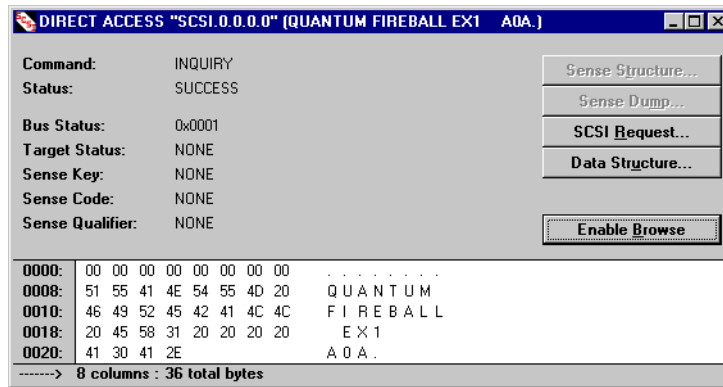 DIRECT ACCESS "SCSI.0.0.0.0" (QUANTUM FIREBALL EX1 A0A.)
Command: INQUIRY
Status: SUCCESS
Bus Status: 0x0001
Target Status: NONE
Sense Key: NONE
Sense Code: NONE
Sense Qualifier: NONE
Sense Structure...
Sense Dump...
SCSI Request...
Data Structure...
Enable Browse
0000: 00 00 00 00 00 00 00 00 . . . . . . . .
0008: 51 55 41 4E 54 55 4D 20 Q U A N T U M
0010: 46 49 52 45 42 41 4C 4C F I R E B A L L
0018: 20 45 58 31 20 20 20 20 E X 1
0020: 41 30 41 2E A 0 A .
------> 8 columns : 36 total bytes